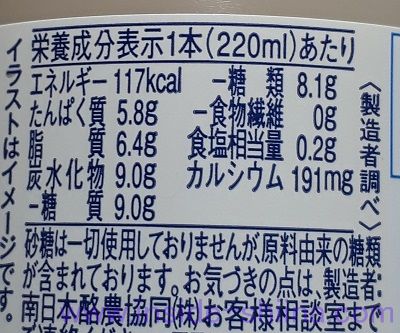 栄養成分表示1本(220ml)あたり
エネルギー 117kcal
たんぱく質 5.8g
脂質 6.4g
炭水化物 9.0g
-糖質 9.0g
-糖類 8.1g
-食物繊維 0g
食塩相当量 0.2g
カルシウム 191mg
〈製造者調べ〉
イラストはイメージです。
砂糖は一切使用しておりませんが、原料由来の糖類
が含まれております。お気づきの点は、製造者:
南日本酪農協同(株)お客様相談室ま